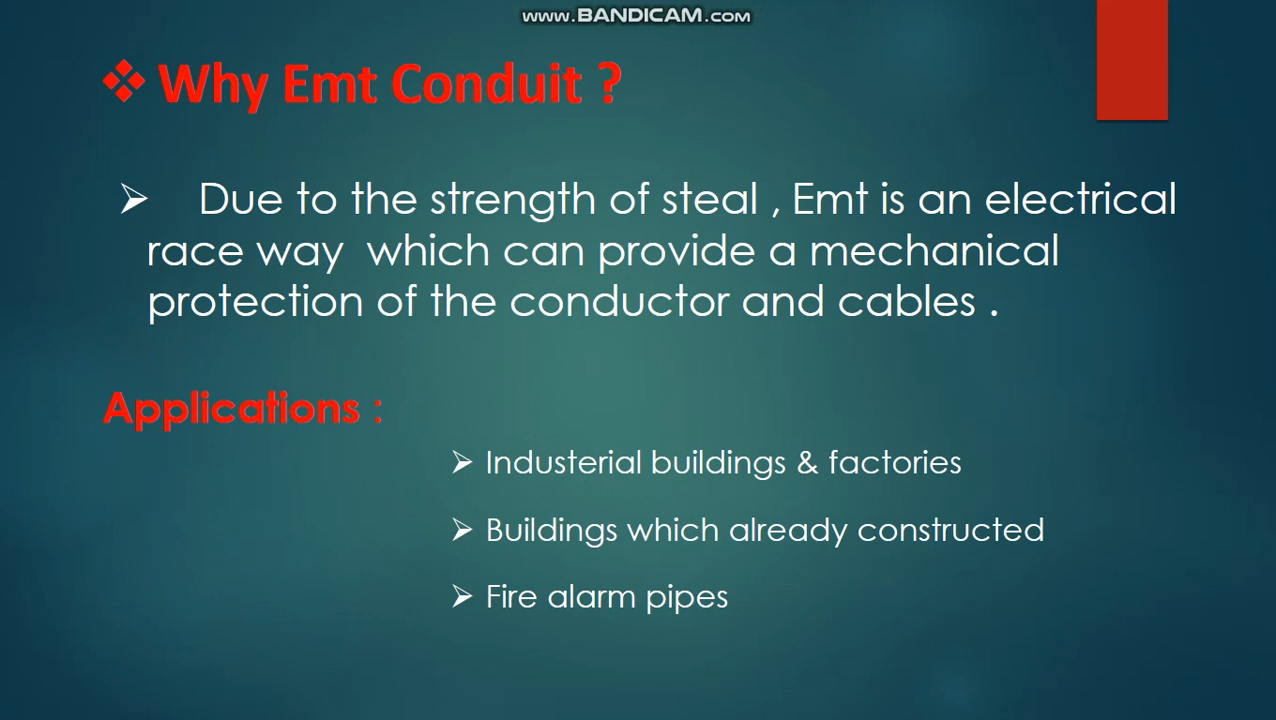 www.BANDICAM.com
❖ Why Emt Conduit ?
➢ Due to the strength of steal , Emt is an electrical
race way which can provide a mechanical
protection of the conductor and cables .
Applications :
➢ Industerial buildings & factories
➢ Buildings which already constructed
➢ Fire alarm pipes